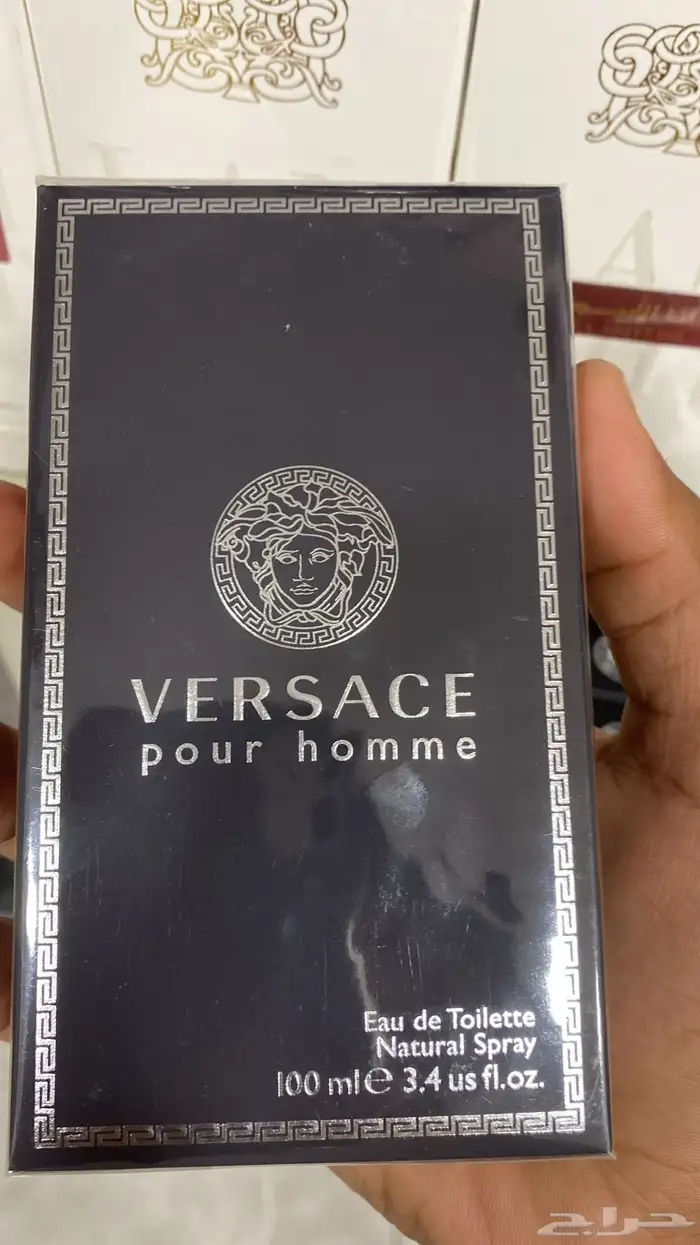 VERSACE
pour homme
Eau de Toilette
Natural Spray
100 ml e 3.4 us fl.oz.
حراج